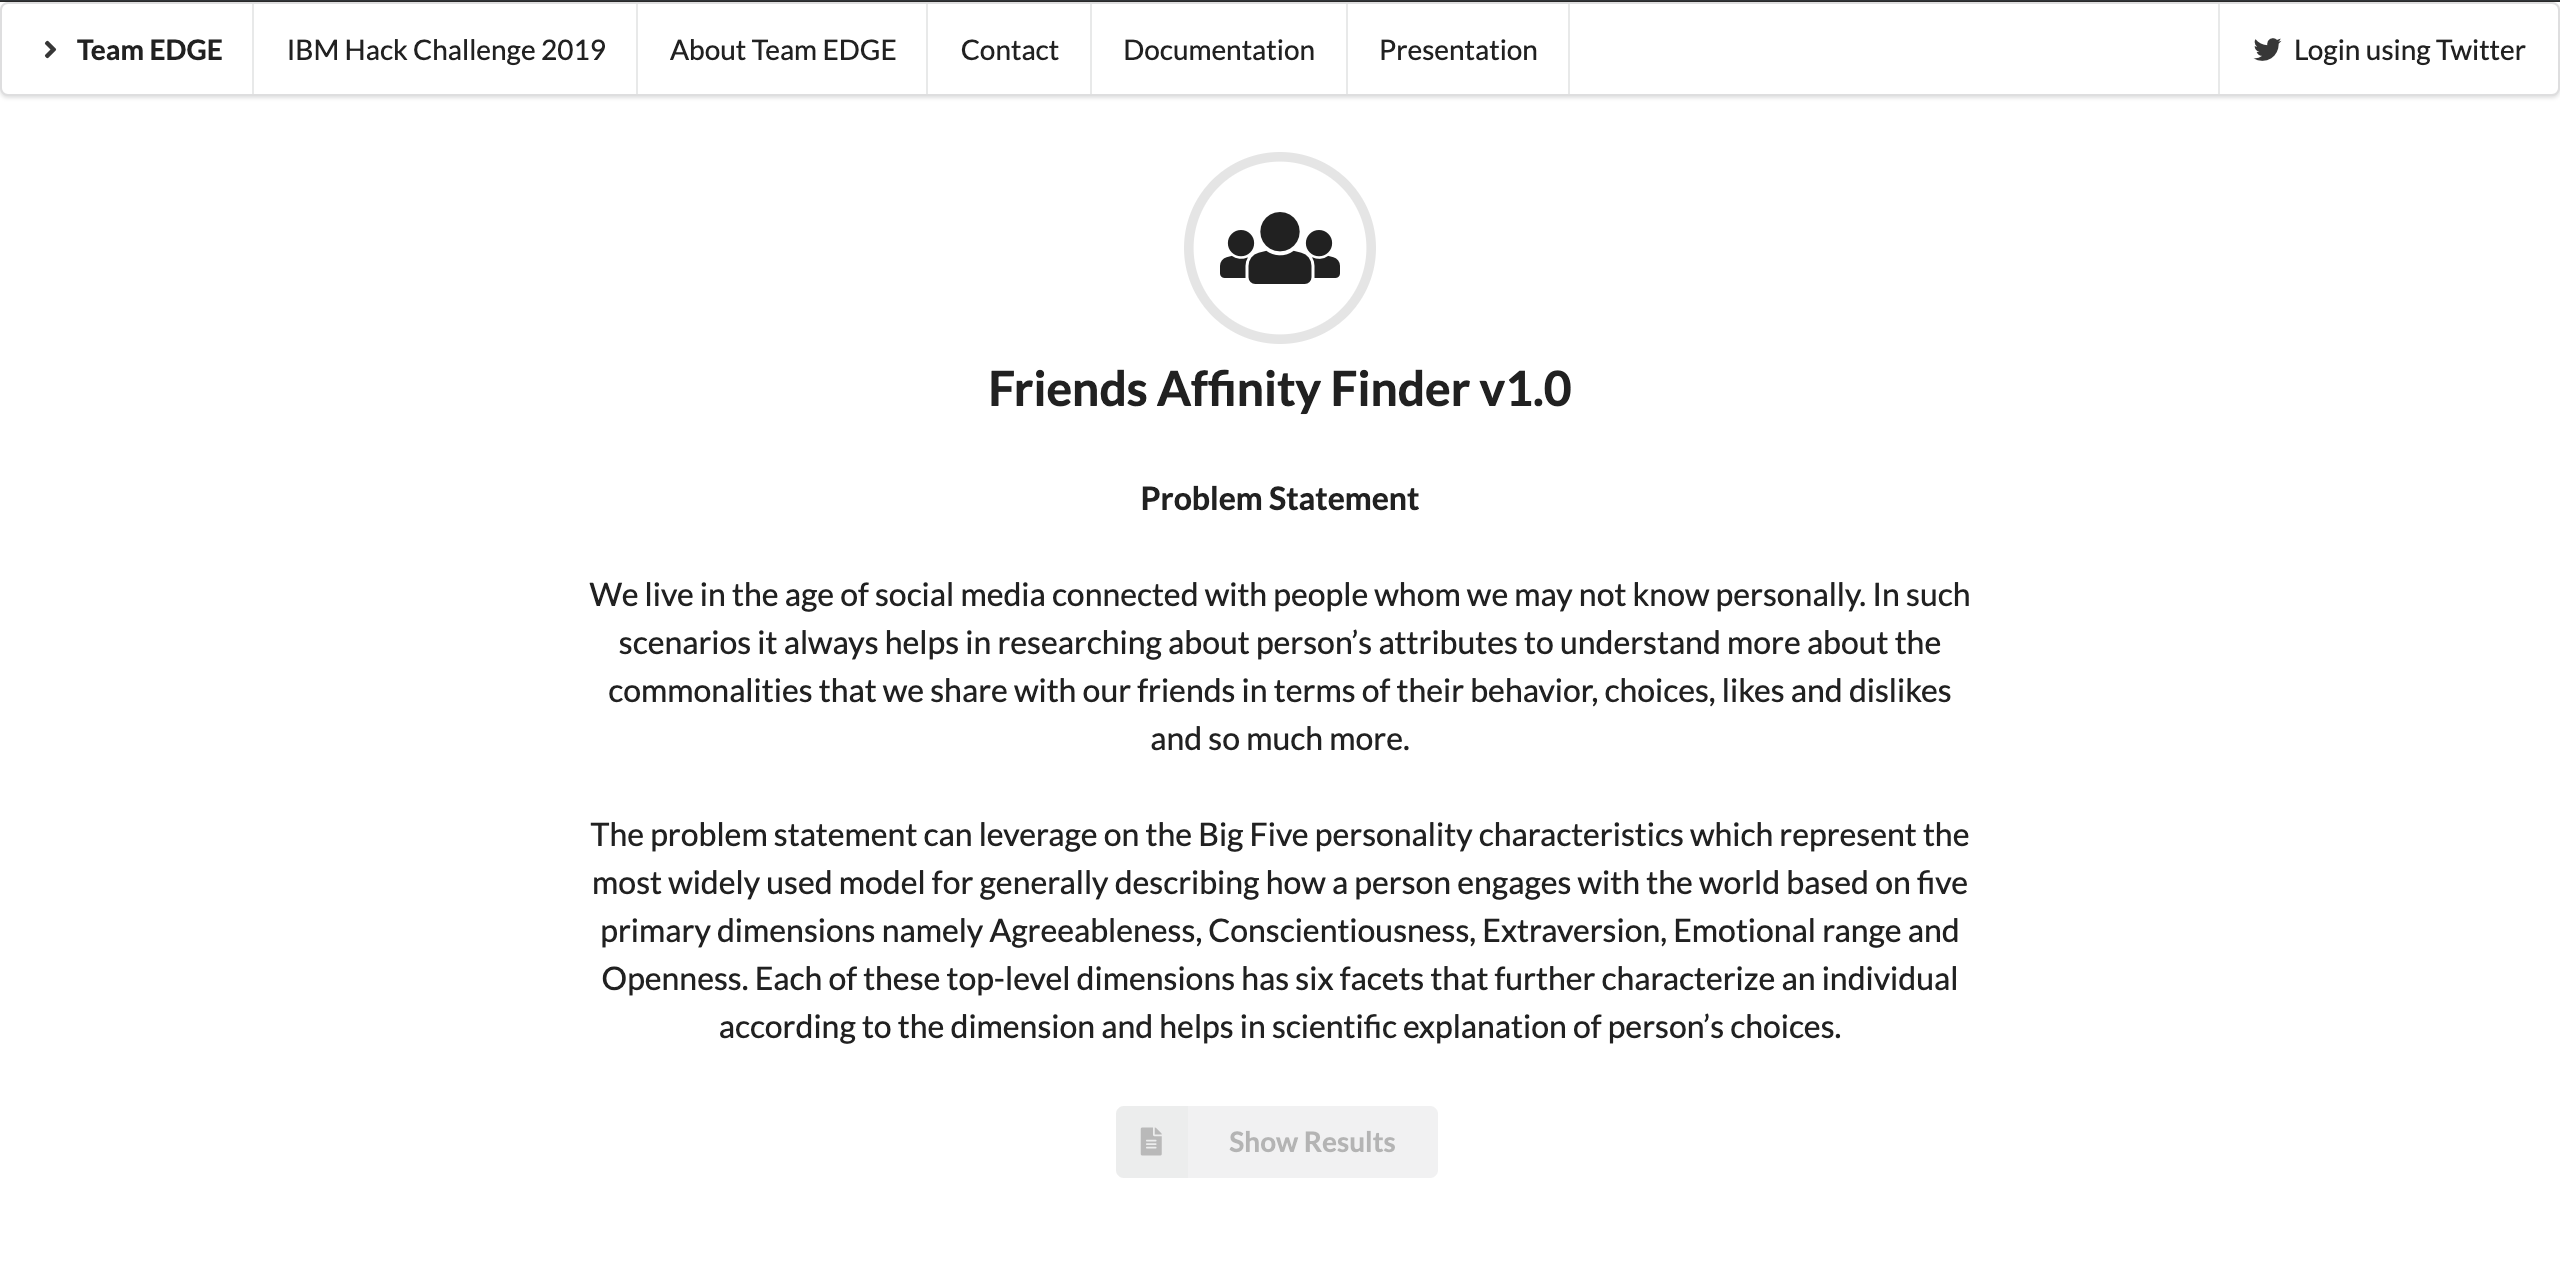 Team EDGE
IBM Hack Challenge 2019
About Team EDGE
Contact
Documentation
Presentation
Login using Twitter
Friends Affinity Finder v1.0
Problem Statement
We live in the age of social media connected with people whom we may not know personally. In such
scenarios it always helps in researching about person’s attributes to understand more about the
commonalities that we share with our friends in terms of their behavior, choices, likes and dislikes
and so much more.
The problem statement can leverage on the Big Five personality characteristics which represent the
most widely used model for generally describing how a person engages with the world based on five
primary dimensions namely Agreeableness, Conscientiousness, Extraversion, Emotional range and
Openness. Each of these top-level dimensions has six facets that further characterize an individual
according to the dimension and helps in scientific explanation of person’s choices.
Show Results